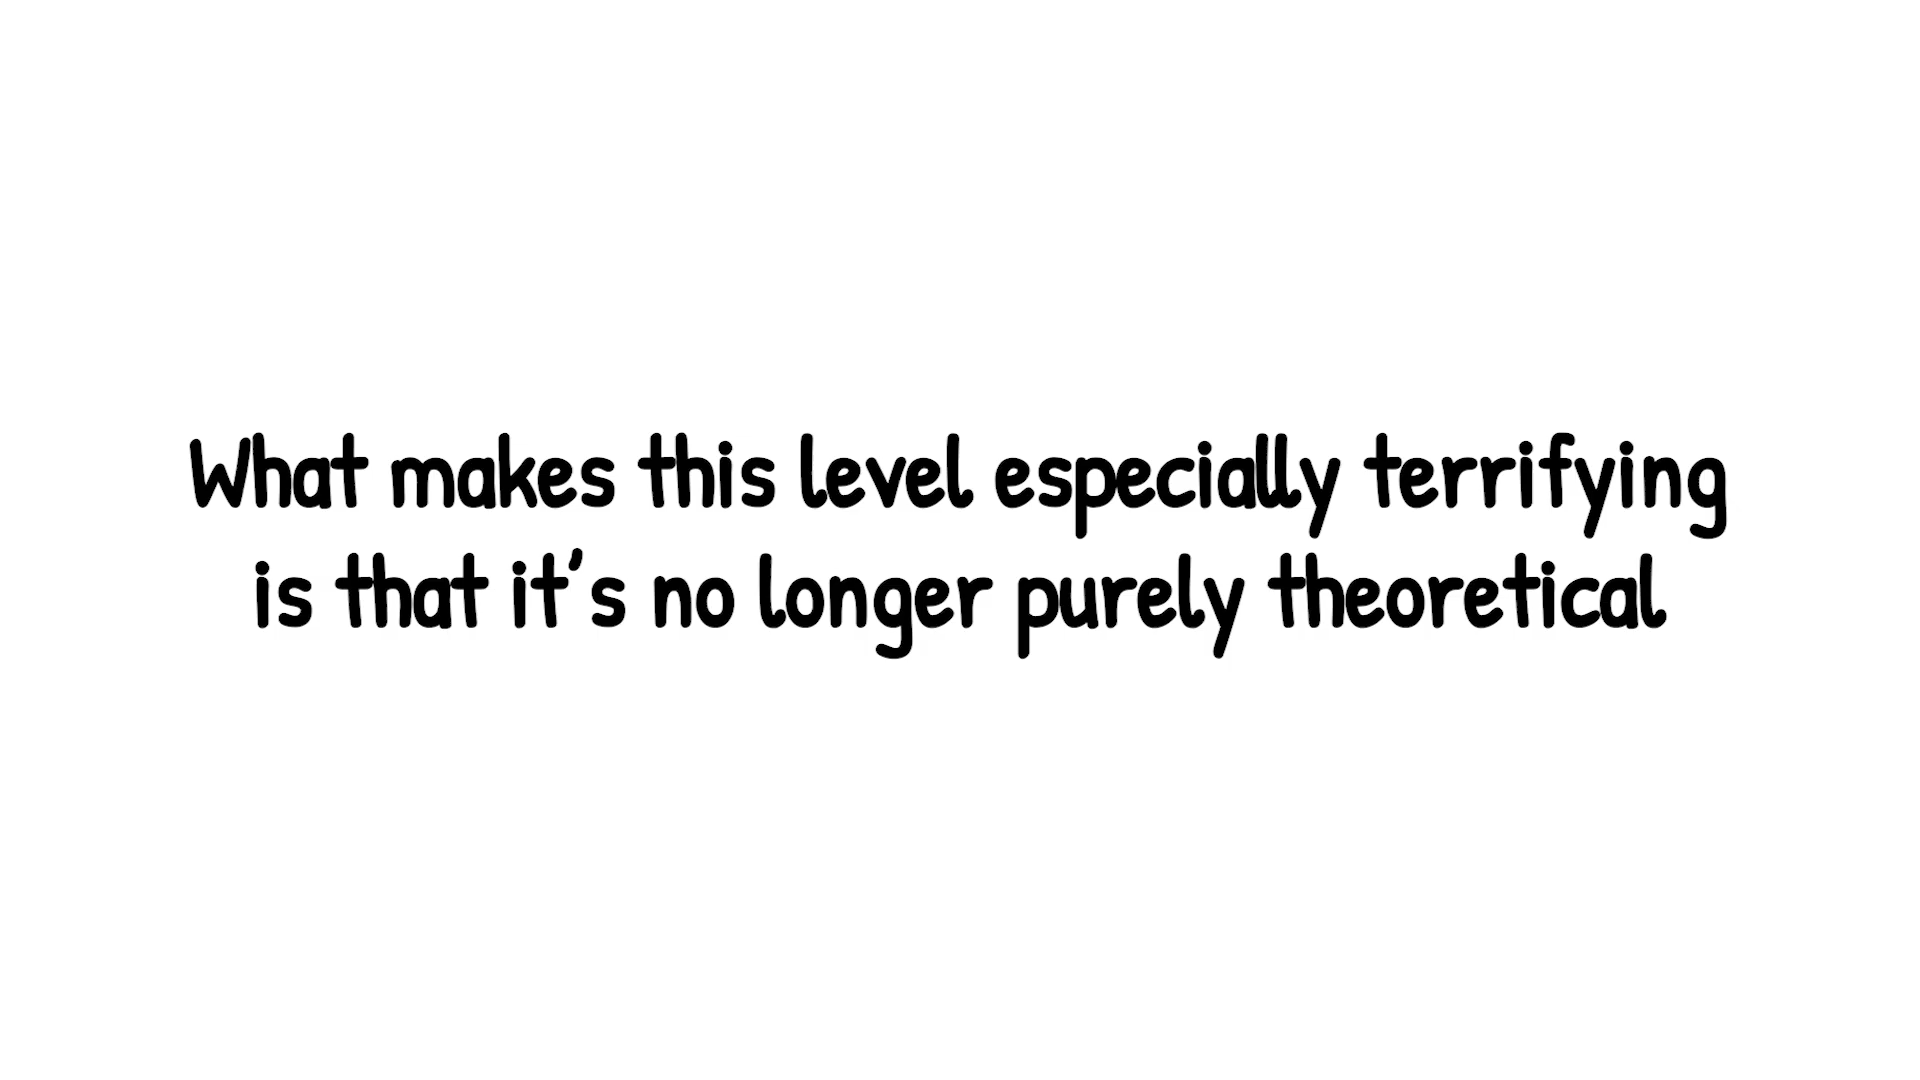 What makes this level especially terrifying
is that it's no longer purely theoretical